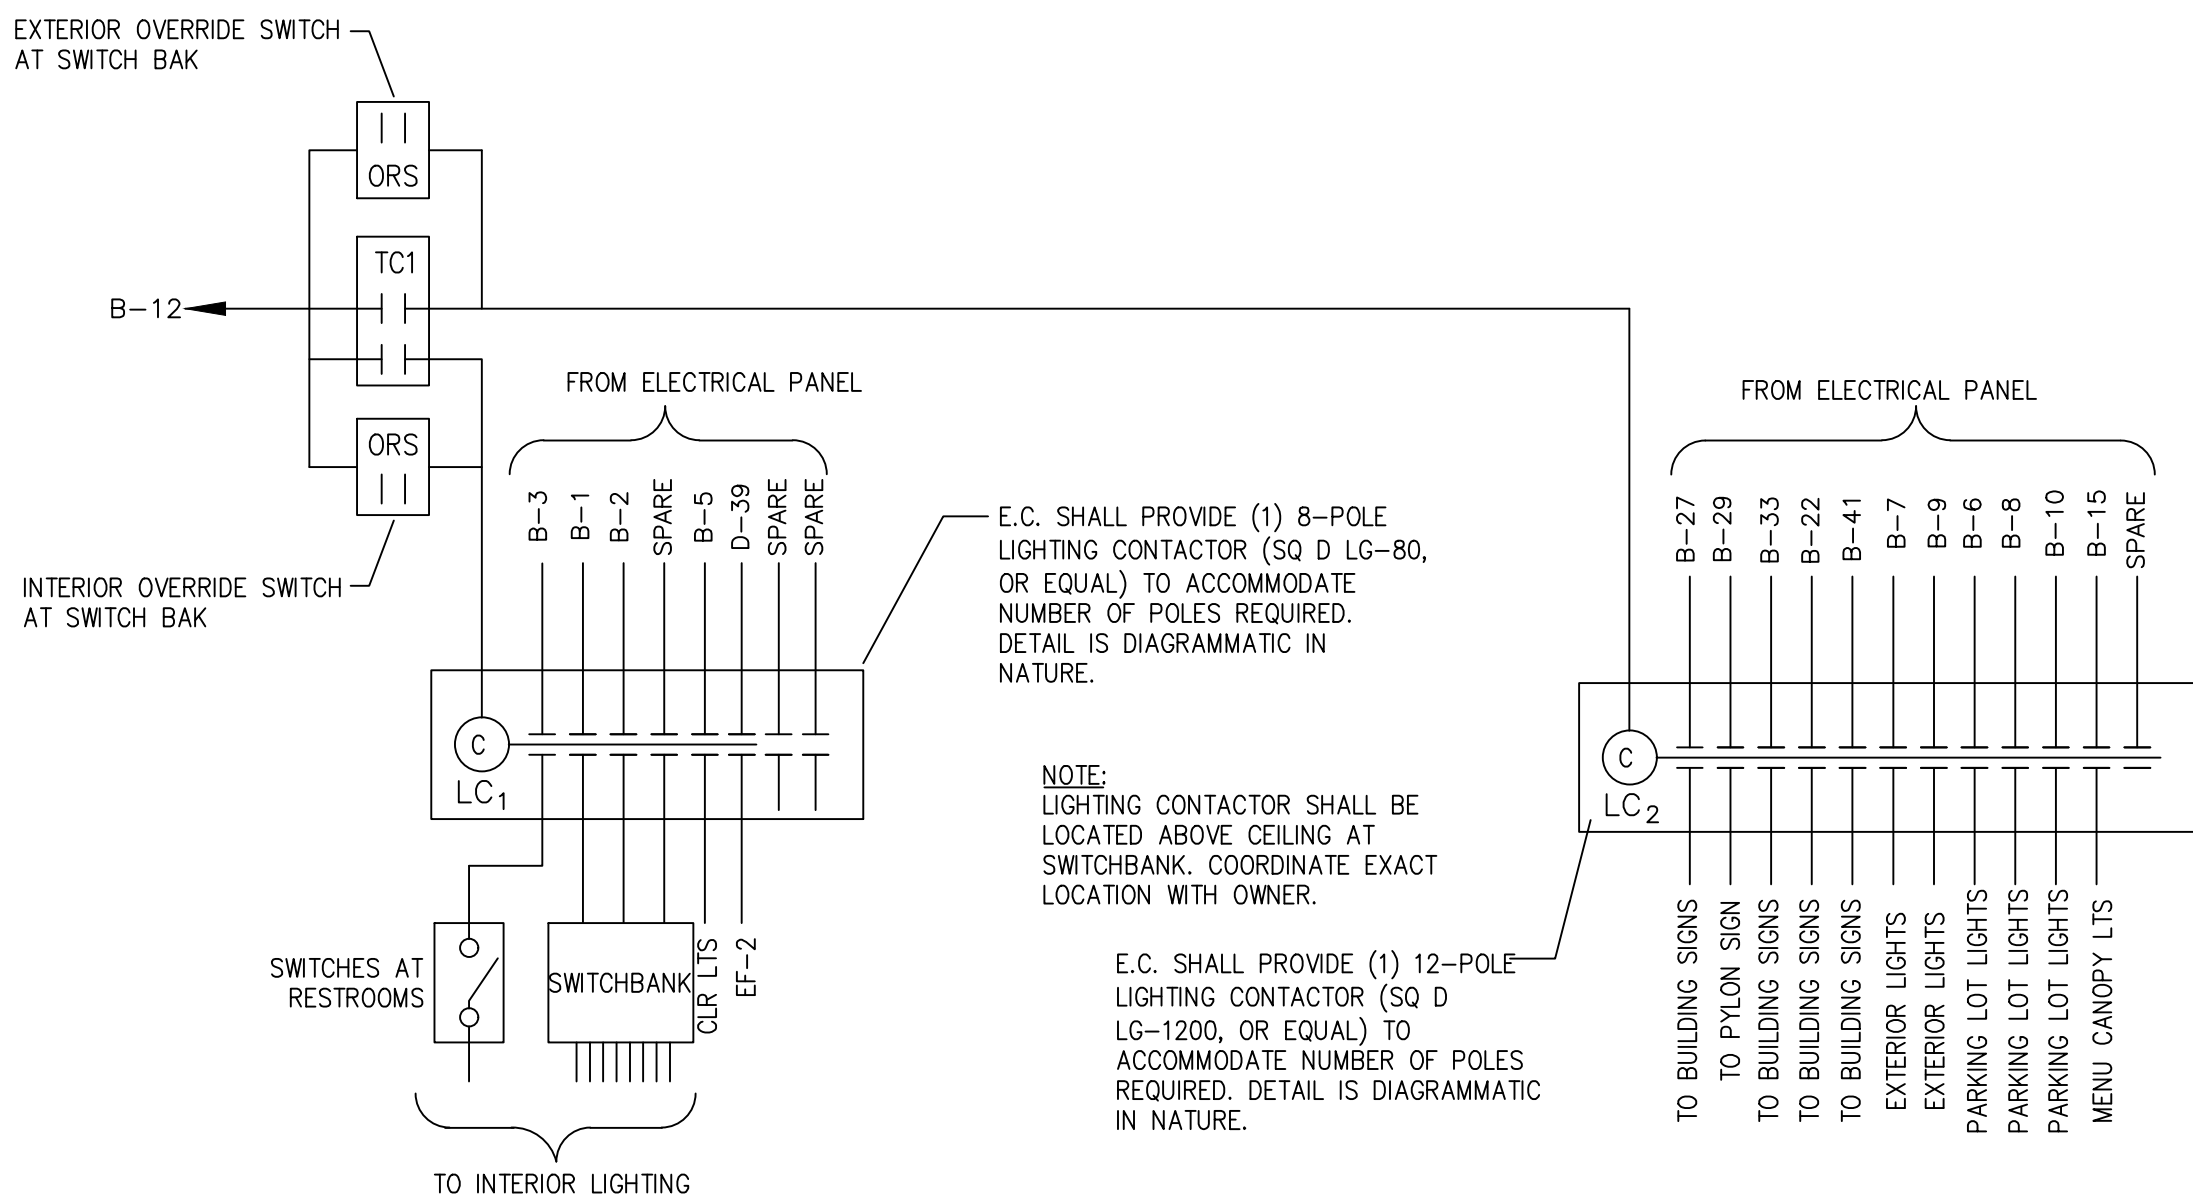 EXTERIOR OVERRIDE SWITCH
AT SWITCH BAK
ORS
TC1
B-12
ORS
INTERIOR OVERRIDE SWITCH
AT SWITCH BAK
FROM ELECTRICAL PANEL
B-3
B-1
B-2
SPARE
B-5
D-39
SPARE
SPARE
C
LC1
E.C. SHALL PROVIDE (1) 8-POLE
LIGHTING CONTACTOR (SQ D LG-80,
OR EQUAL) TO ACCOMMODATE
NUMBER OF POLES REQUIRED.
DETAIL IS DIAGRAMMATIC IN
NATURE.
SWITCHES AT
RESTROOMS
SWITCHBANK
CLR LTS
EF-2
TO INTERIOR LIGHTING
NOTE:
LIGHTING CONTACTOR SHALL BE
LOCATED ABOVE CEILING AT
SWITCHBANK. COORDINATE EXACT
LOCATION WITH OWNER.
E.C. SHALL PROVIDE (1) 12-POLE
LIGHTING CONTACTOR (SQ D
LG-1200, OR EQUAL) TO
ACCOMMODATE NUMBER OF POLES
REQUIRED. DETAIL IS DIAGRAMMATIC
IN NATURE.
FROM ELECTRICAL PANEL
B-27
B-29
B-33
B-22
B-41
B-7
B-9
B-6
B-8
B-10
B-15
SPARE
C
LC2
TO BUILDING SIGNS
TO PYLON SIGN
TO BUILDING SIGNS
TO BUILDING SIGNS
TO BUILDING SIGNS
EXTERIOR LIGHTS
EXTERIOR LIGHTS
PARKING LOT LIGHTS
PARKING LOT LIGHTS
PARKING LOT LIGHTS
MENU CANOPY LTS